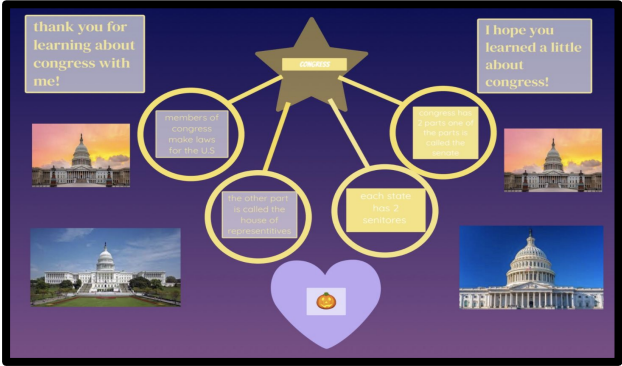 thank you for
learning about
congress with
me!
I hope you
learned a little
about
congress!
CONGRESS
members of
congress
make laws
for the U.S
congress has
2 parts one of
the parts is
called the
senate
the other part
is called the
house of
representitives
each state
has 2
senitares